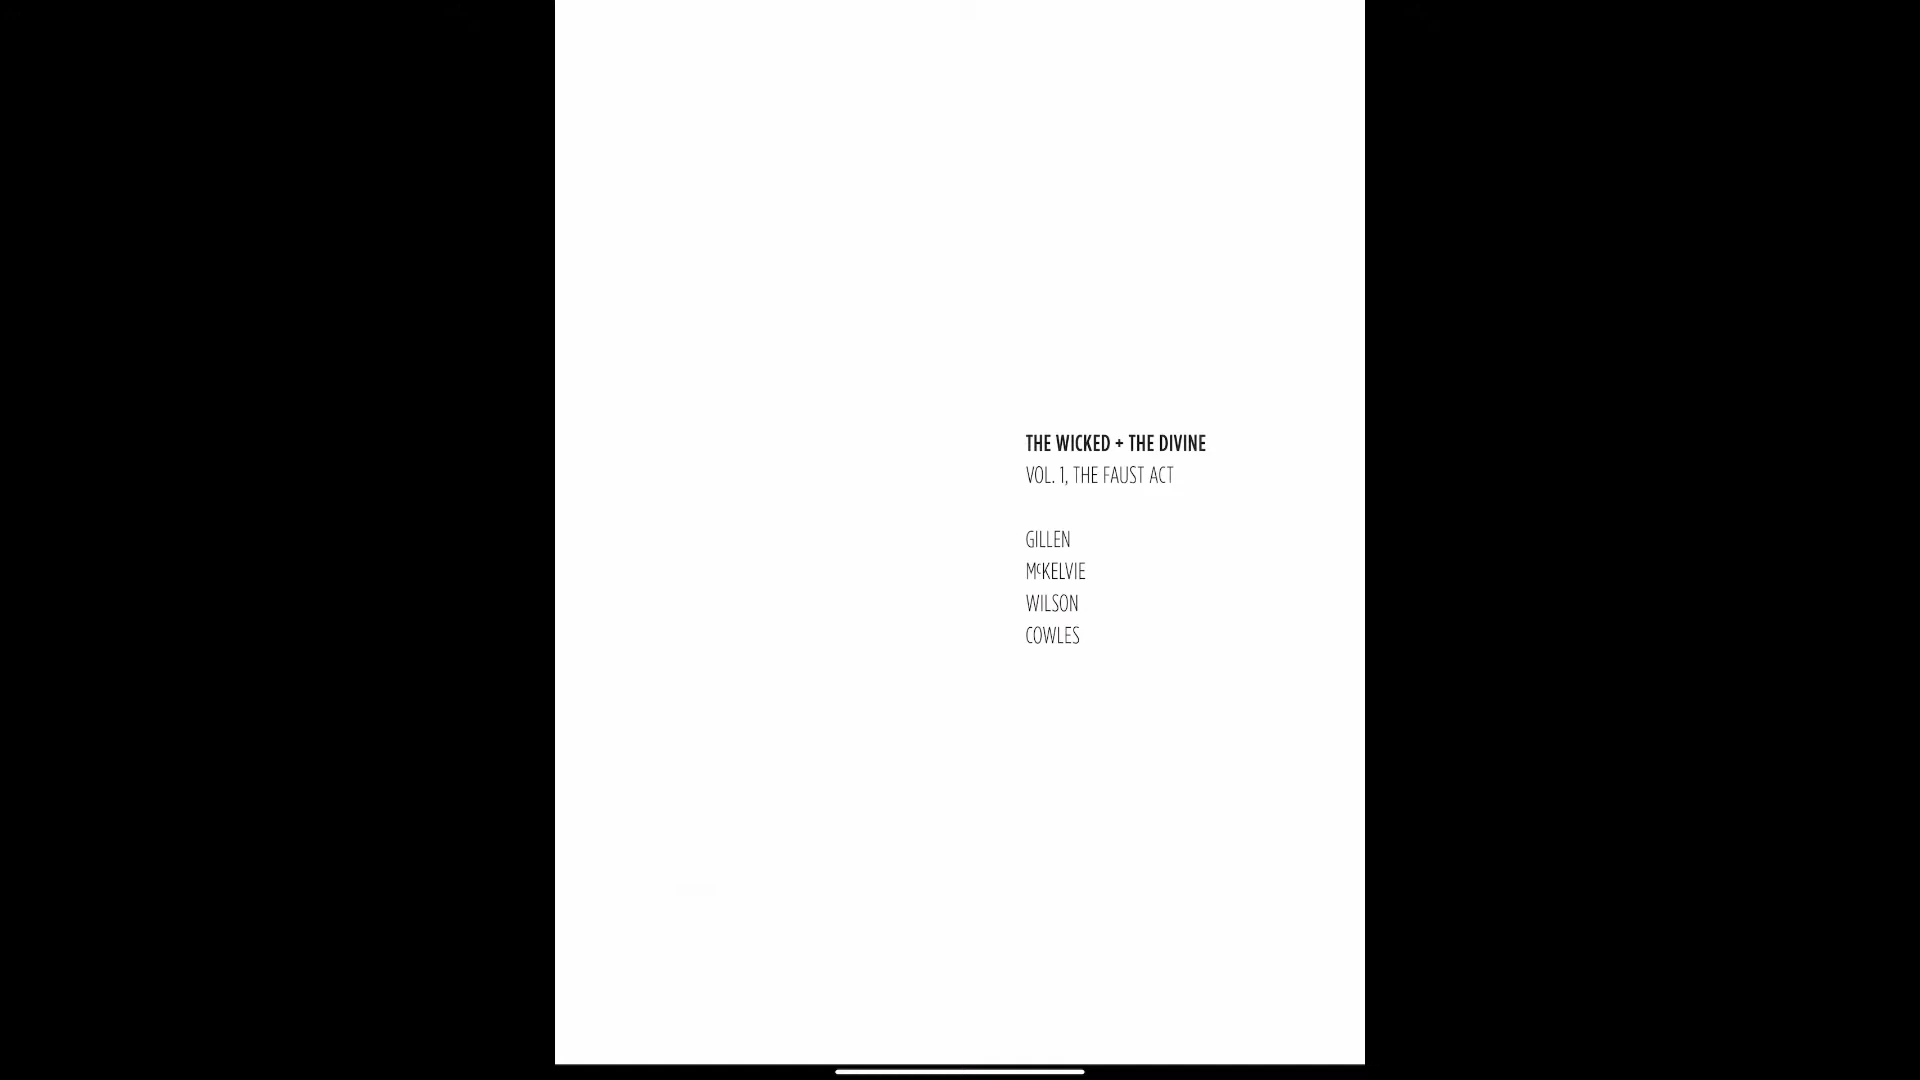 THE WICKED + THE DIVINE
VOL. 1, THE FAUST ACT
GILLEN
McKELVIE
WILSON
COWLES